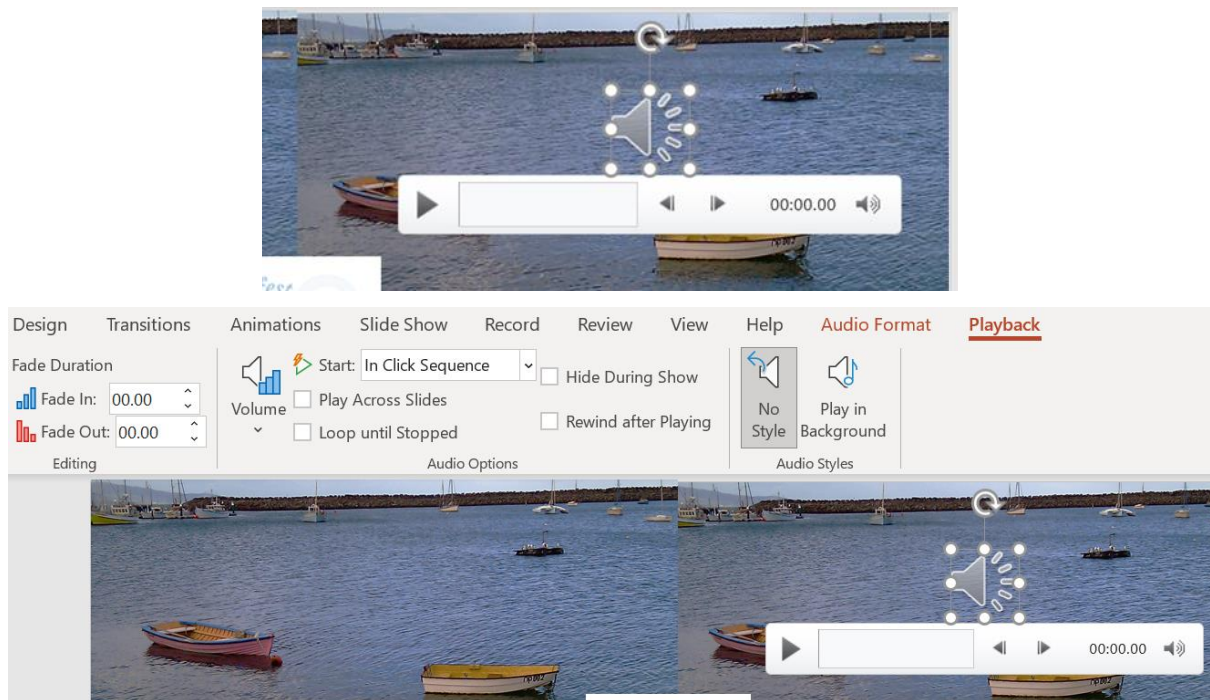 00:00.00
Design Transitions Animations Slide Show Record Review View Help Audio Format Playback
Fade Duration
Fade In: 00.00
Fade Out: 00.00
Editing
Volume
Start: In Click Sequence
Play Across Slides
Loop until Stopped
Hide During Show
Rewind after Playing
Audio Options
No
Style
Play in
Background
Audio Styles
00:00.00